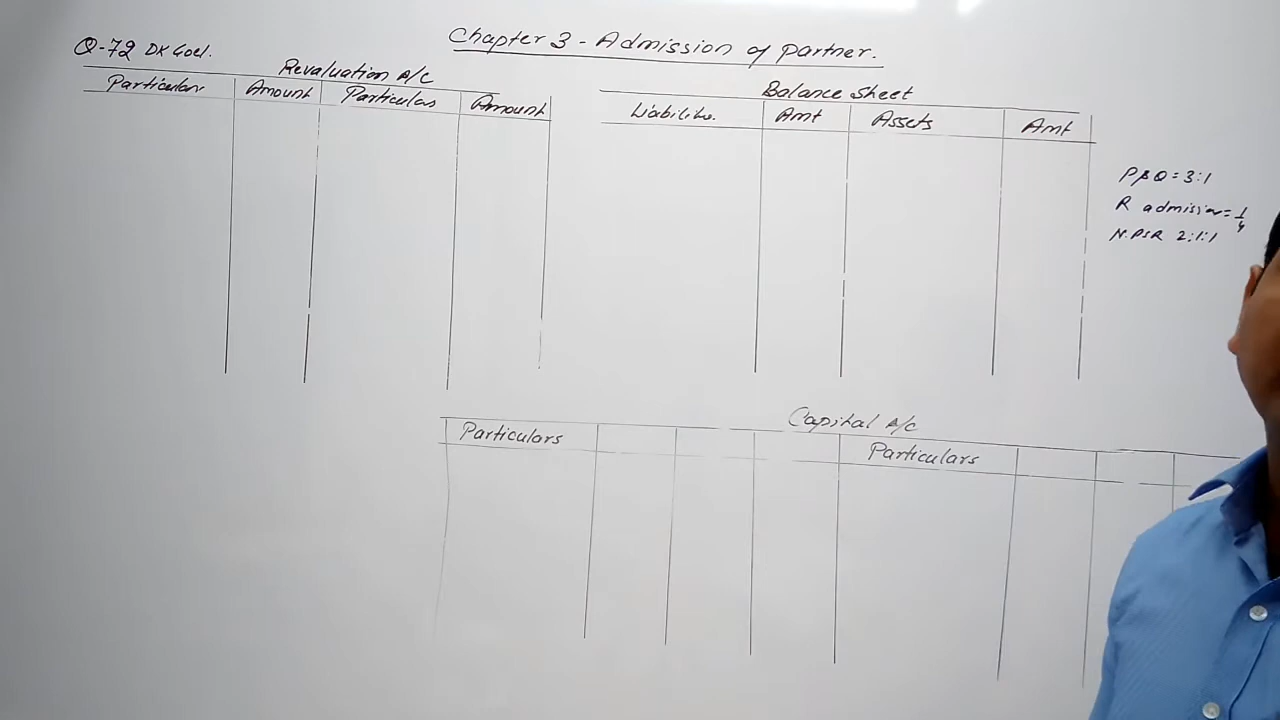 Chapter 3 - Admission of Partner.
Q-72 DK Goel.
Revaluation A/C
Particulars Amount Particulars Amount
Balance Sheet
Liabilities. Amt Assets Amt
P & Q = 3:1
R admission = 1/4
N.P.S.R 2:1:1
Capital A/C
Particulars Particulars